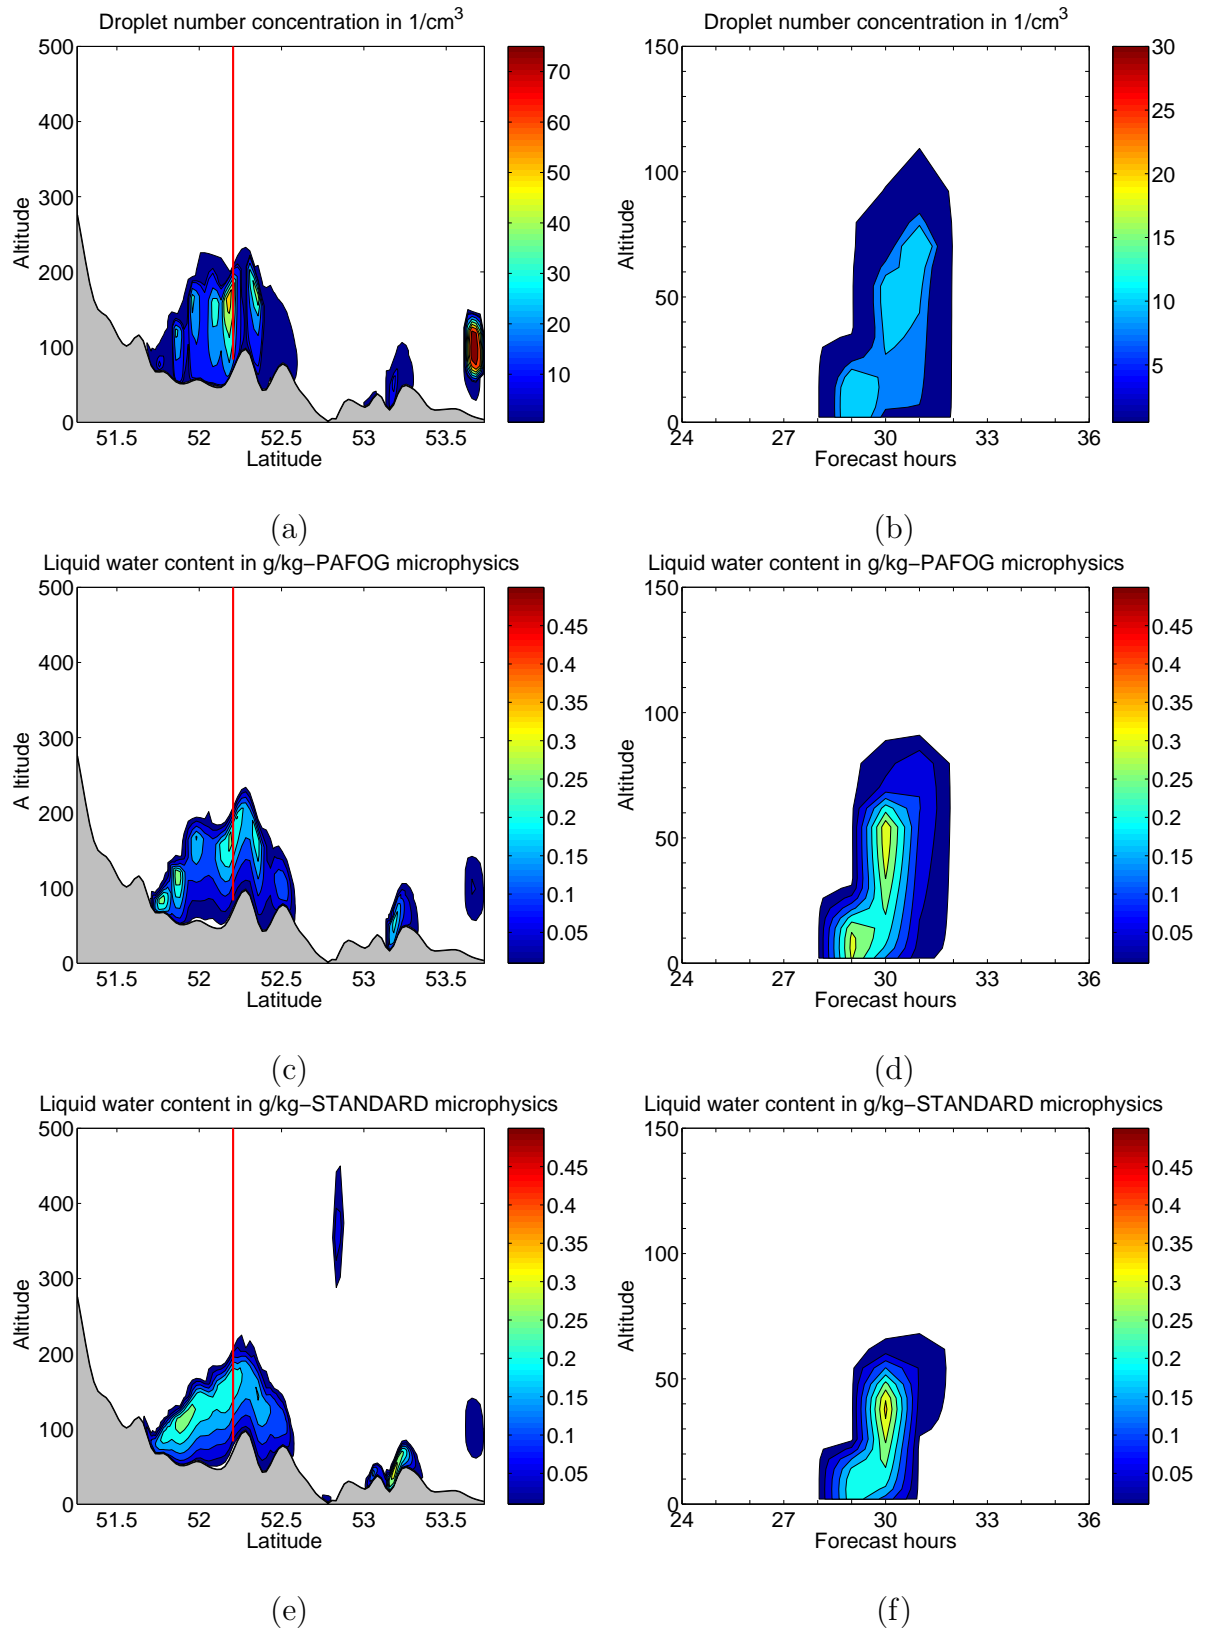 Droplet number concentration in 1/cm³
500
400
300
200
100
0
Altitude
51.5 52 52.5 53 53.5
Latitude
70
60
50
40
30
20
10
(a)
Droplet number concentration in 1/cm³
150
100
50
0
Altitude
24 27 30 33 36
Forecast hours
30
25
20
15
10
5
(b)
Liquid water content in g/kg−PAFOG microphysics
500
400
300
200
100
0
A ltitude
51.5 52 52.5 53 53.5
Latitude
0.45
0.4
0.35
0.3
0.25
0.2
0.15
0.1
0.05
(c)
Liquid water content in g/kg−PAFOG microphysics
150
100
50
0
Altitude
24 27 30 33 36
Forecast hours
0.45
0.4
0.35
0.3
0.25
0.2
0.15
0.1
0.05
(d)
Liquid water content in g/kg−STANDARD microphysics
500
400
300
200
100
0
Altitude
51.5 52 52.5 53 53.5
Latitude
0.45
0.4
0.35
0.3
0.25
0.2
0.15
0.1
0.05
(e)
Liquid water content in g/kg−STANDARD microphysics
150
100
50
0
Altitude
24 27 30 33 36
Forecast hours
0.45
0.4
0.35
0.3
0.25
0.2
0.15
0.1
0.05
(f)